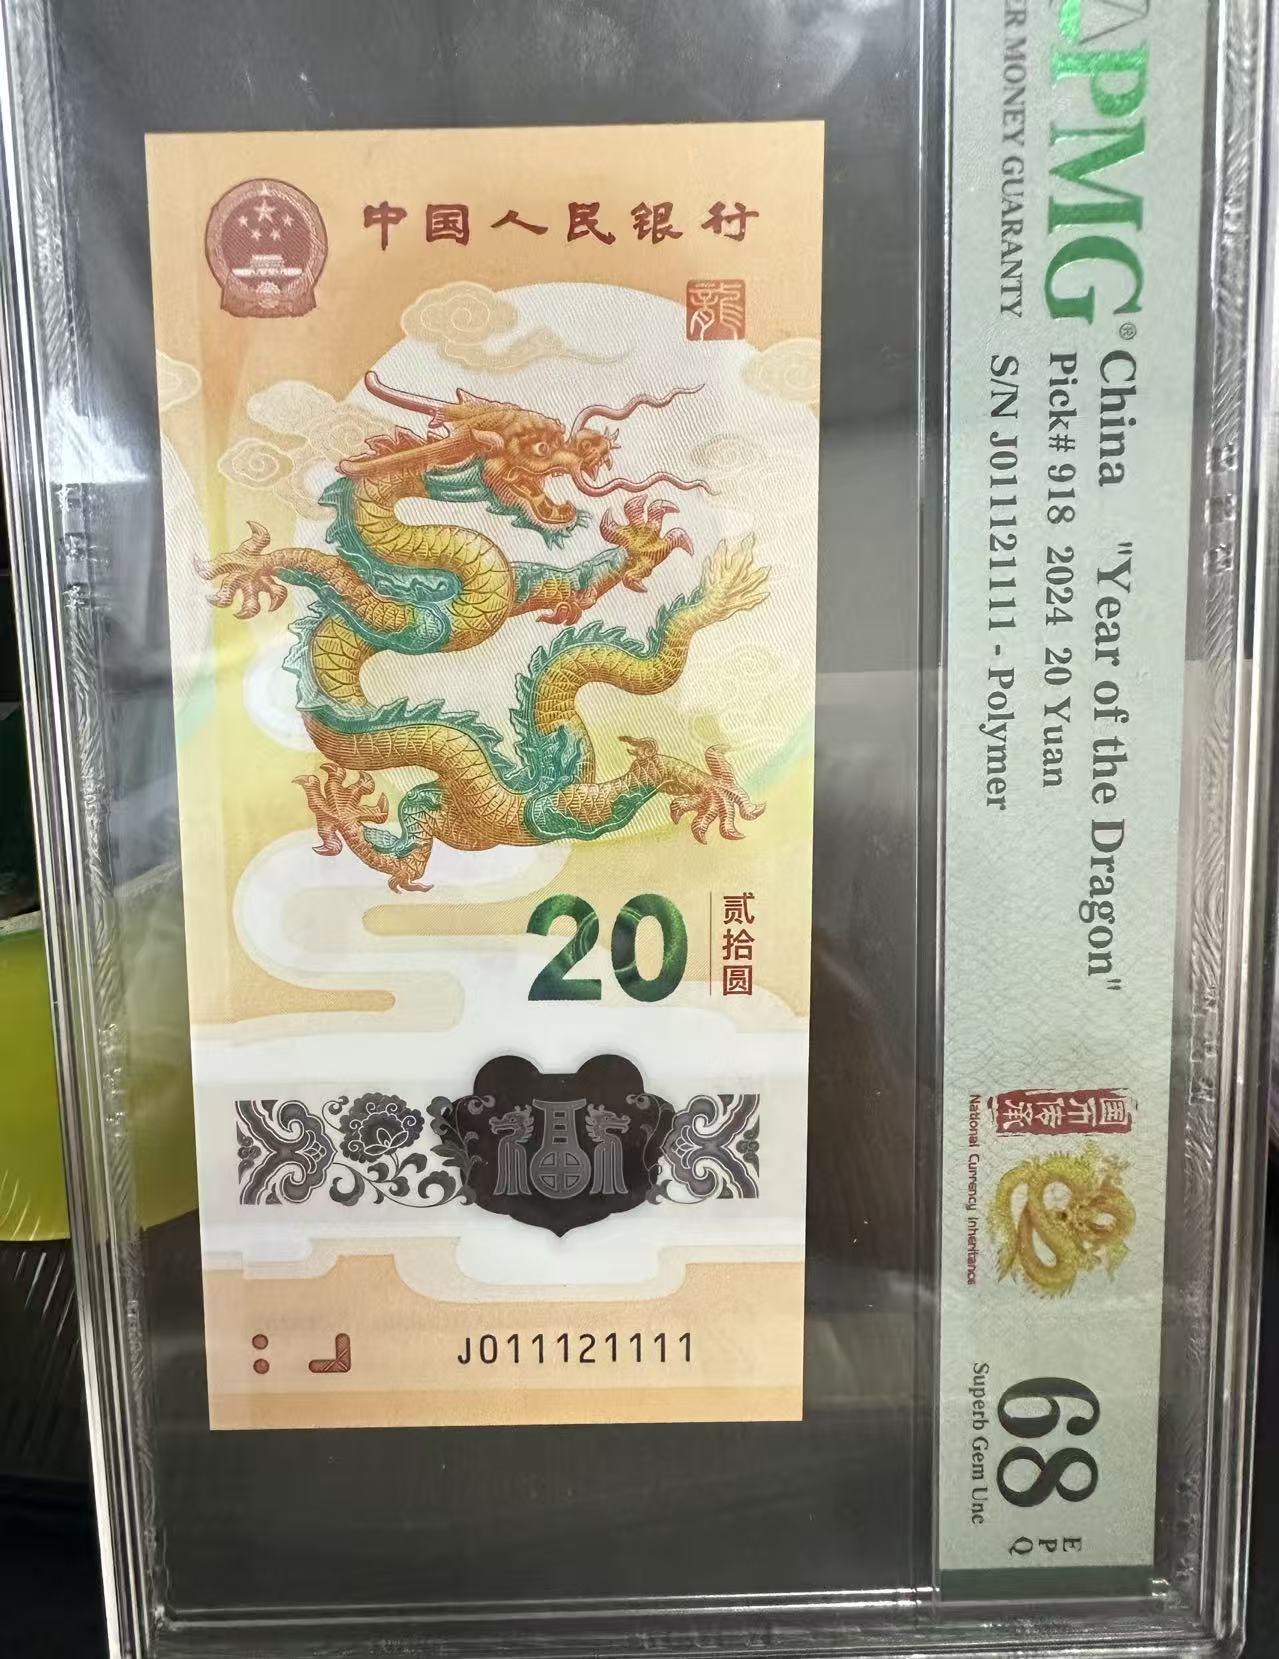 中国人民银行
龍
20
贰拾圆
J011121111
PMG®
ER MONEY GUARANTY
China "Year of the Dragon"
Pick# 918 2024 20 Yuan
S/N J011121111 - Polymer
国币传承
National Currency Inheritance
68
EPQ
Superb Gem Unc